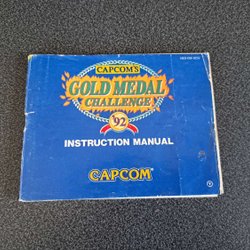 CAPCOM'S
GOLD MEDAL
CHALLENGE
'92
INSTRUCTION MANUAL
CAPCOM